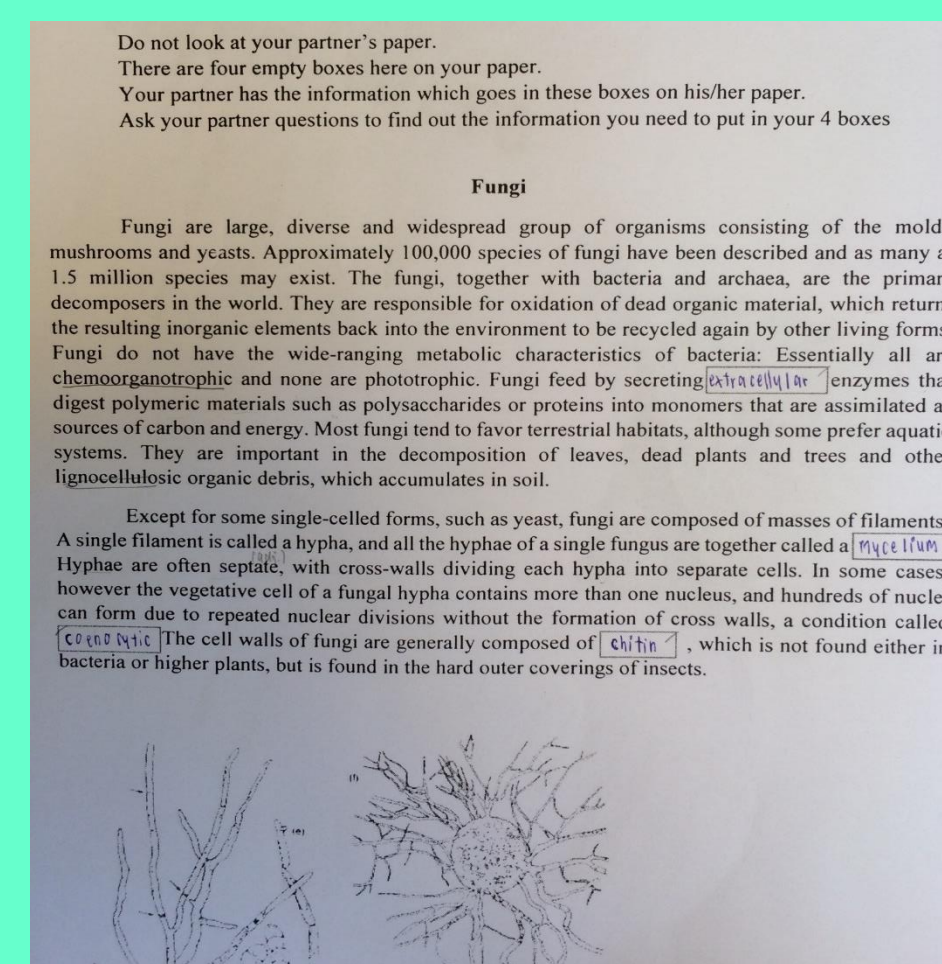 Do not look at your partner's paper.
There are four empty boxes here on your paper.
Your partner has the information which goes in these boxes on his/her paper.
Ask your partner questions to find out the information you need to put in your 4 boxes
Fungi
Fungi are large, diverse and widespread group of organisms consisting of the mold
mushrooms and yeasts. Approximately 100,000 species of fungi have been described and as many a
1.5 million species may exist. The fungi, together with bacteria and archaea, are the primar
decomposers in the world. They are responsible for oxidation of dead organic material, which return
the resulting inorganic elements back into the environment to be recycled again by other living forms
Fungi do not have the wide-ranging metabolic characteristics of bacteria: Essentially all ar
chemoorganotrophic and none are phototrophic. Fungi feed by secreting extracellular enzymes tha
digest polymeric materials such as polysaccharides or proteins into monomers that are assimilated a
sources of carbon and energy. Most fungi tend to favor terrestrial habitats, although some prefer aquati
systems. They are important in the decomposition of leaves, dead plants and trees and othe
lignocellulosic organic debris, which accumulates in soil.
Except for some single-celled forms, such as yeast, fungi are composed of masses of filaments
A single filament is called a hypha, and all the hyphae of a single fungus are together called a mycelium
Hyphae are often septate, with cross-walls dividing each hypha into separate cells. In some cases
however the vegetative cell of a fungal hypha contains more than one nucleus, and hundreds of nucle
can form due to repeated nuclear divisions without the formation of cross walls, a condition called
coenocytic The cell walls of fungi are generally composed of chitin , which is not found either in
bacteria or higher plants, but is found in the hard outer coverings of insects.